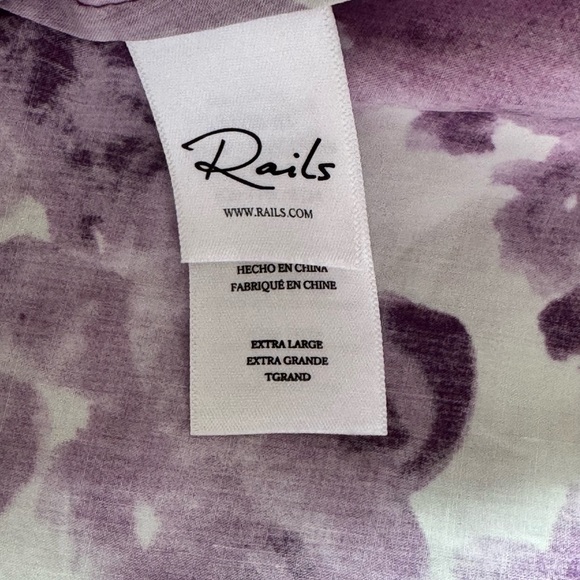 Rails
WWW.RAILS.COM
HECHO EN CHINA
FABRIQUÉ EN CHINE
EXTRA LARGE
EXTRA GRANDE
TGRAND